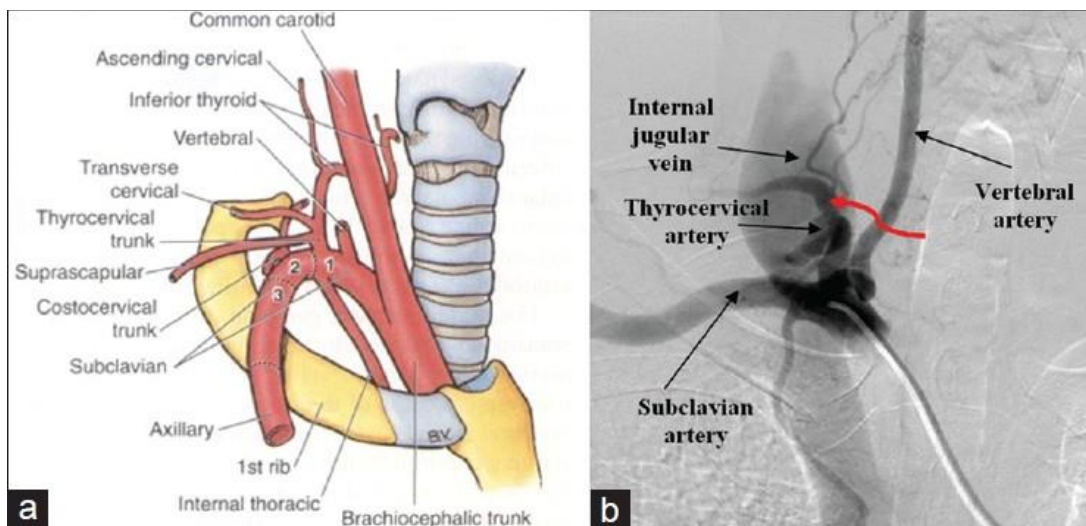 Common carotid
Ascending cervical
Inferior thyroid
Vertebral
Transverse
cervical
Thyrocervical
trunk
Suprascapular
Costocervical
trunk
Subclavian
Axillary
1st rib
Internal thoracic
Brachiocephalic trunk
1
2
3
B.V.
a
Internal
jugular
vein
Thyrocervical
artery
Vertebral
artery
Subclavian
artery
b